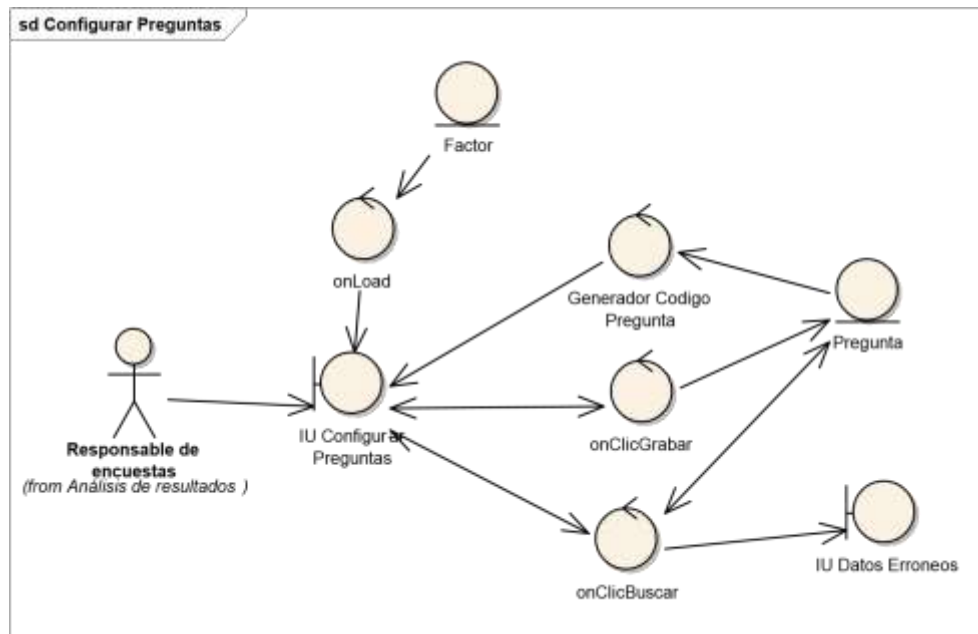 sd Configurar Preguntas
Factor
onLoad
Generador Codigo
Pregunta
Pregunta
IU Configurar
Preguntas
onClicGrabar
Responsable de
encuestas
(from Análisis de resultados )
onClicBuscar
IU Datos Erroneos